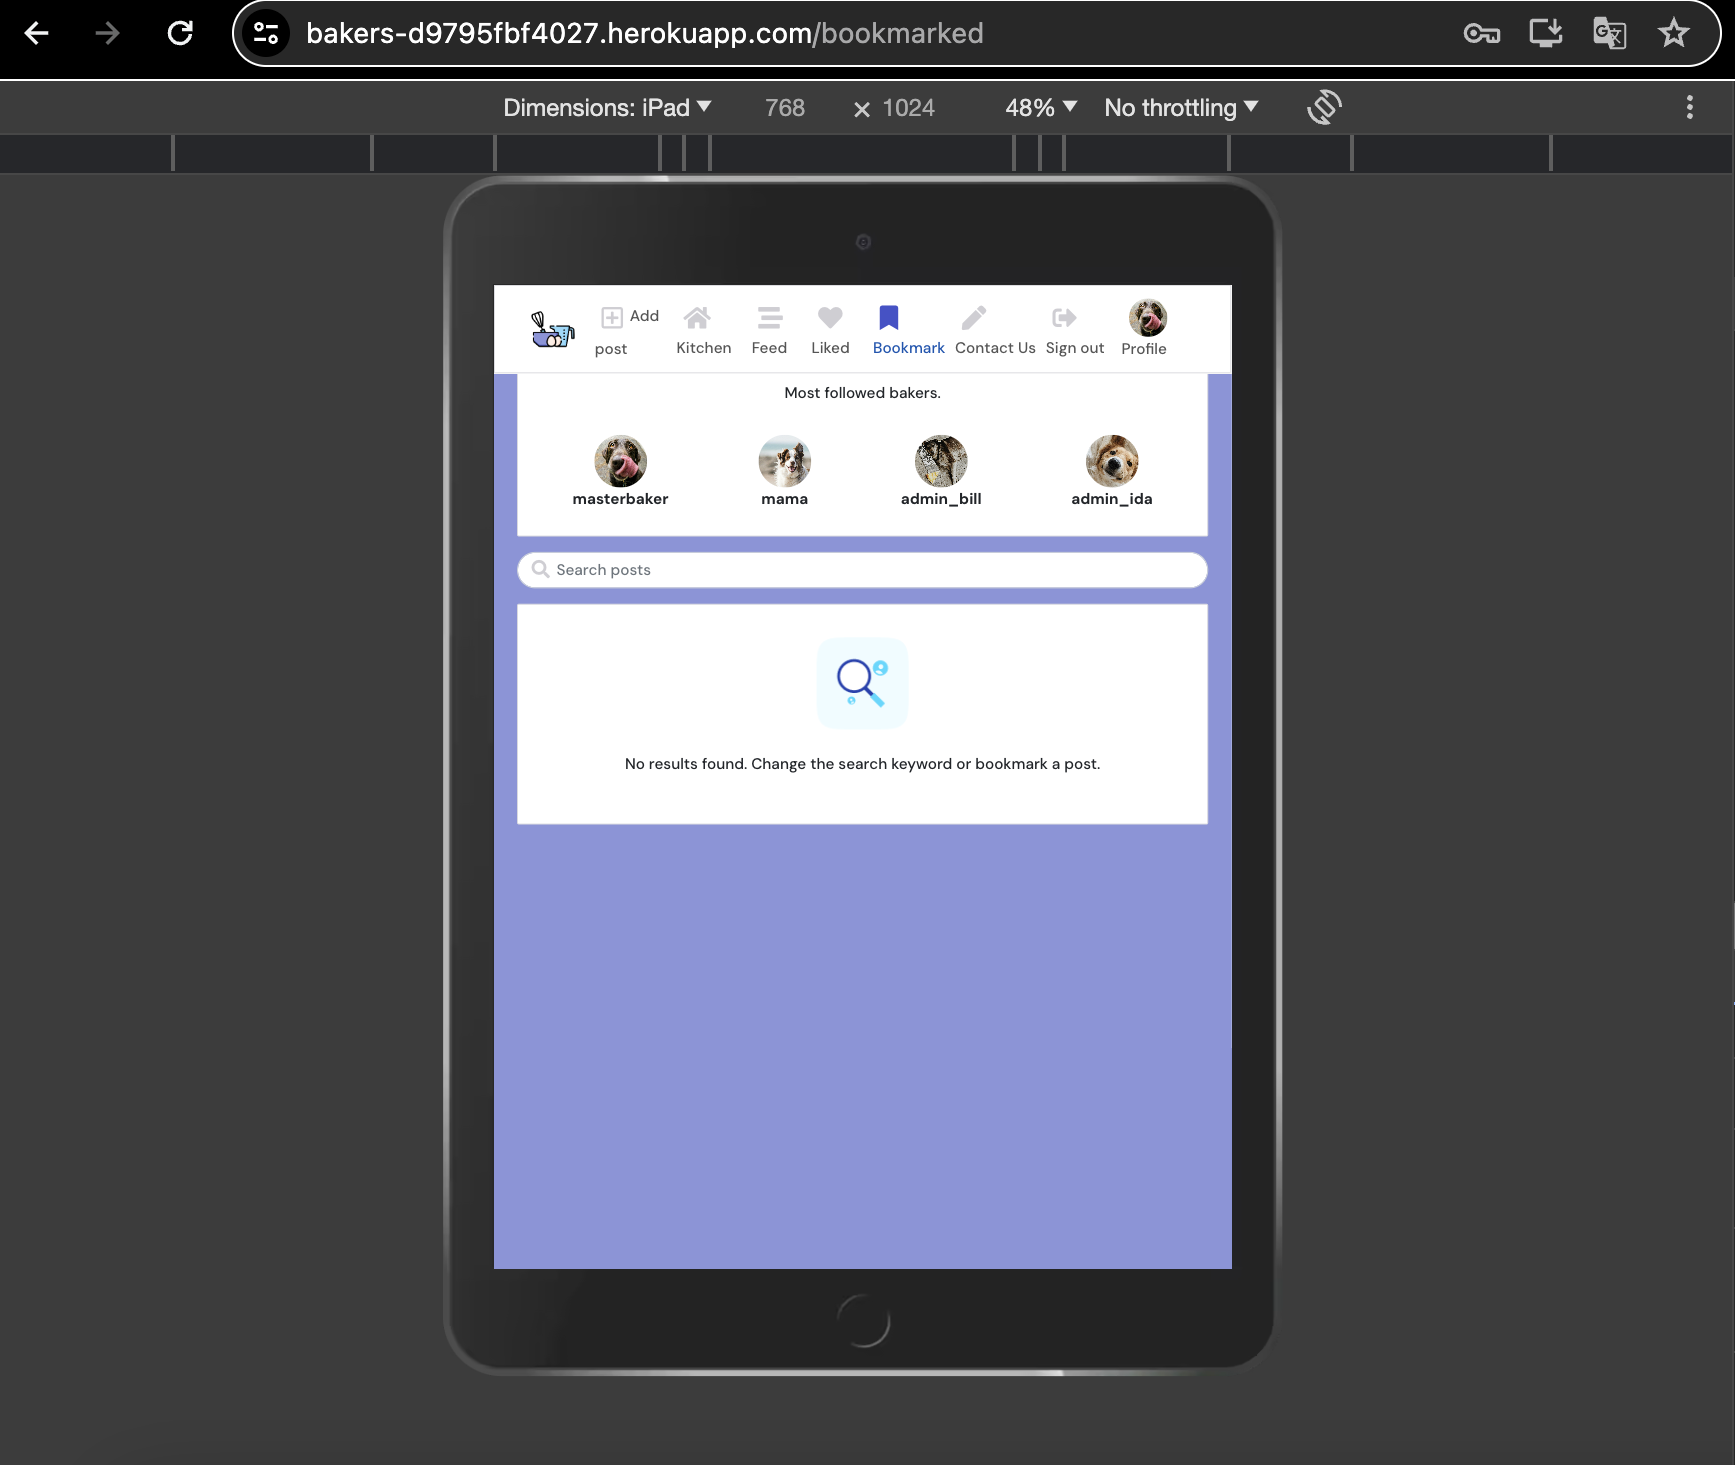 bakers-d9795fbf4027.herokuapp.com/bookmarked
Dimensions: iPad 768 × 1024 48% No throttling
Add
post Kitchen Feed Liked Bookmark Contact Us Sign out Profile
Most followed bakers.
masterbaker mama admin_bill admin_ida
Search posts
No results found. Change the search keyword or bookmark a post.